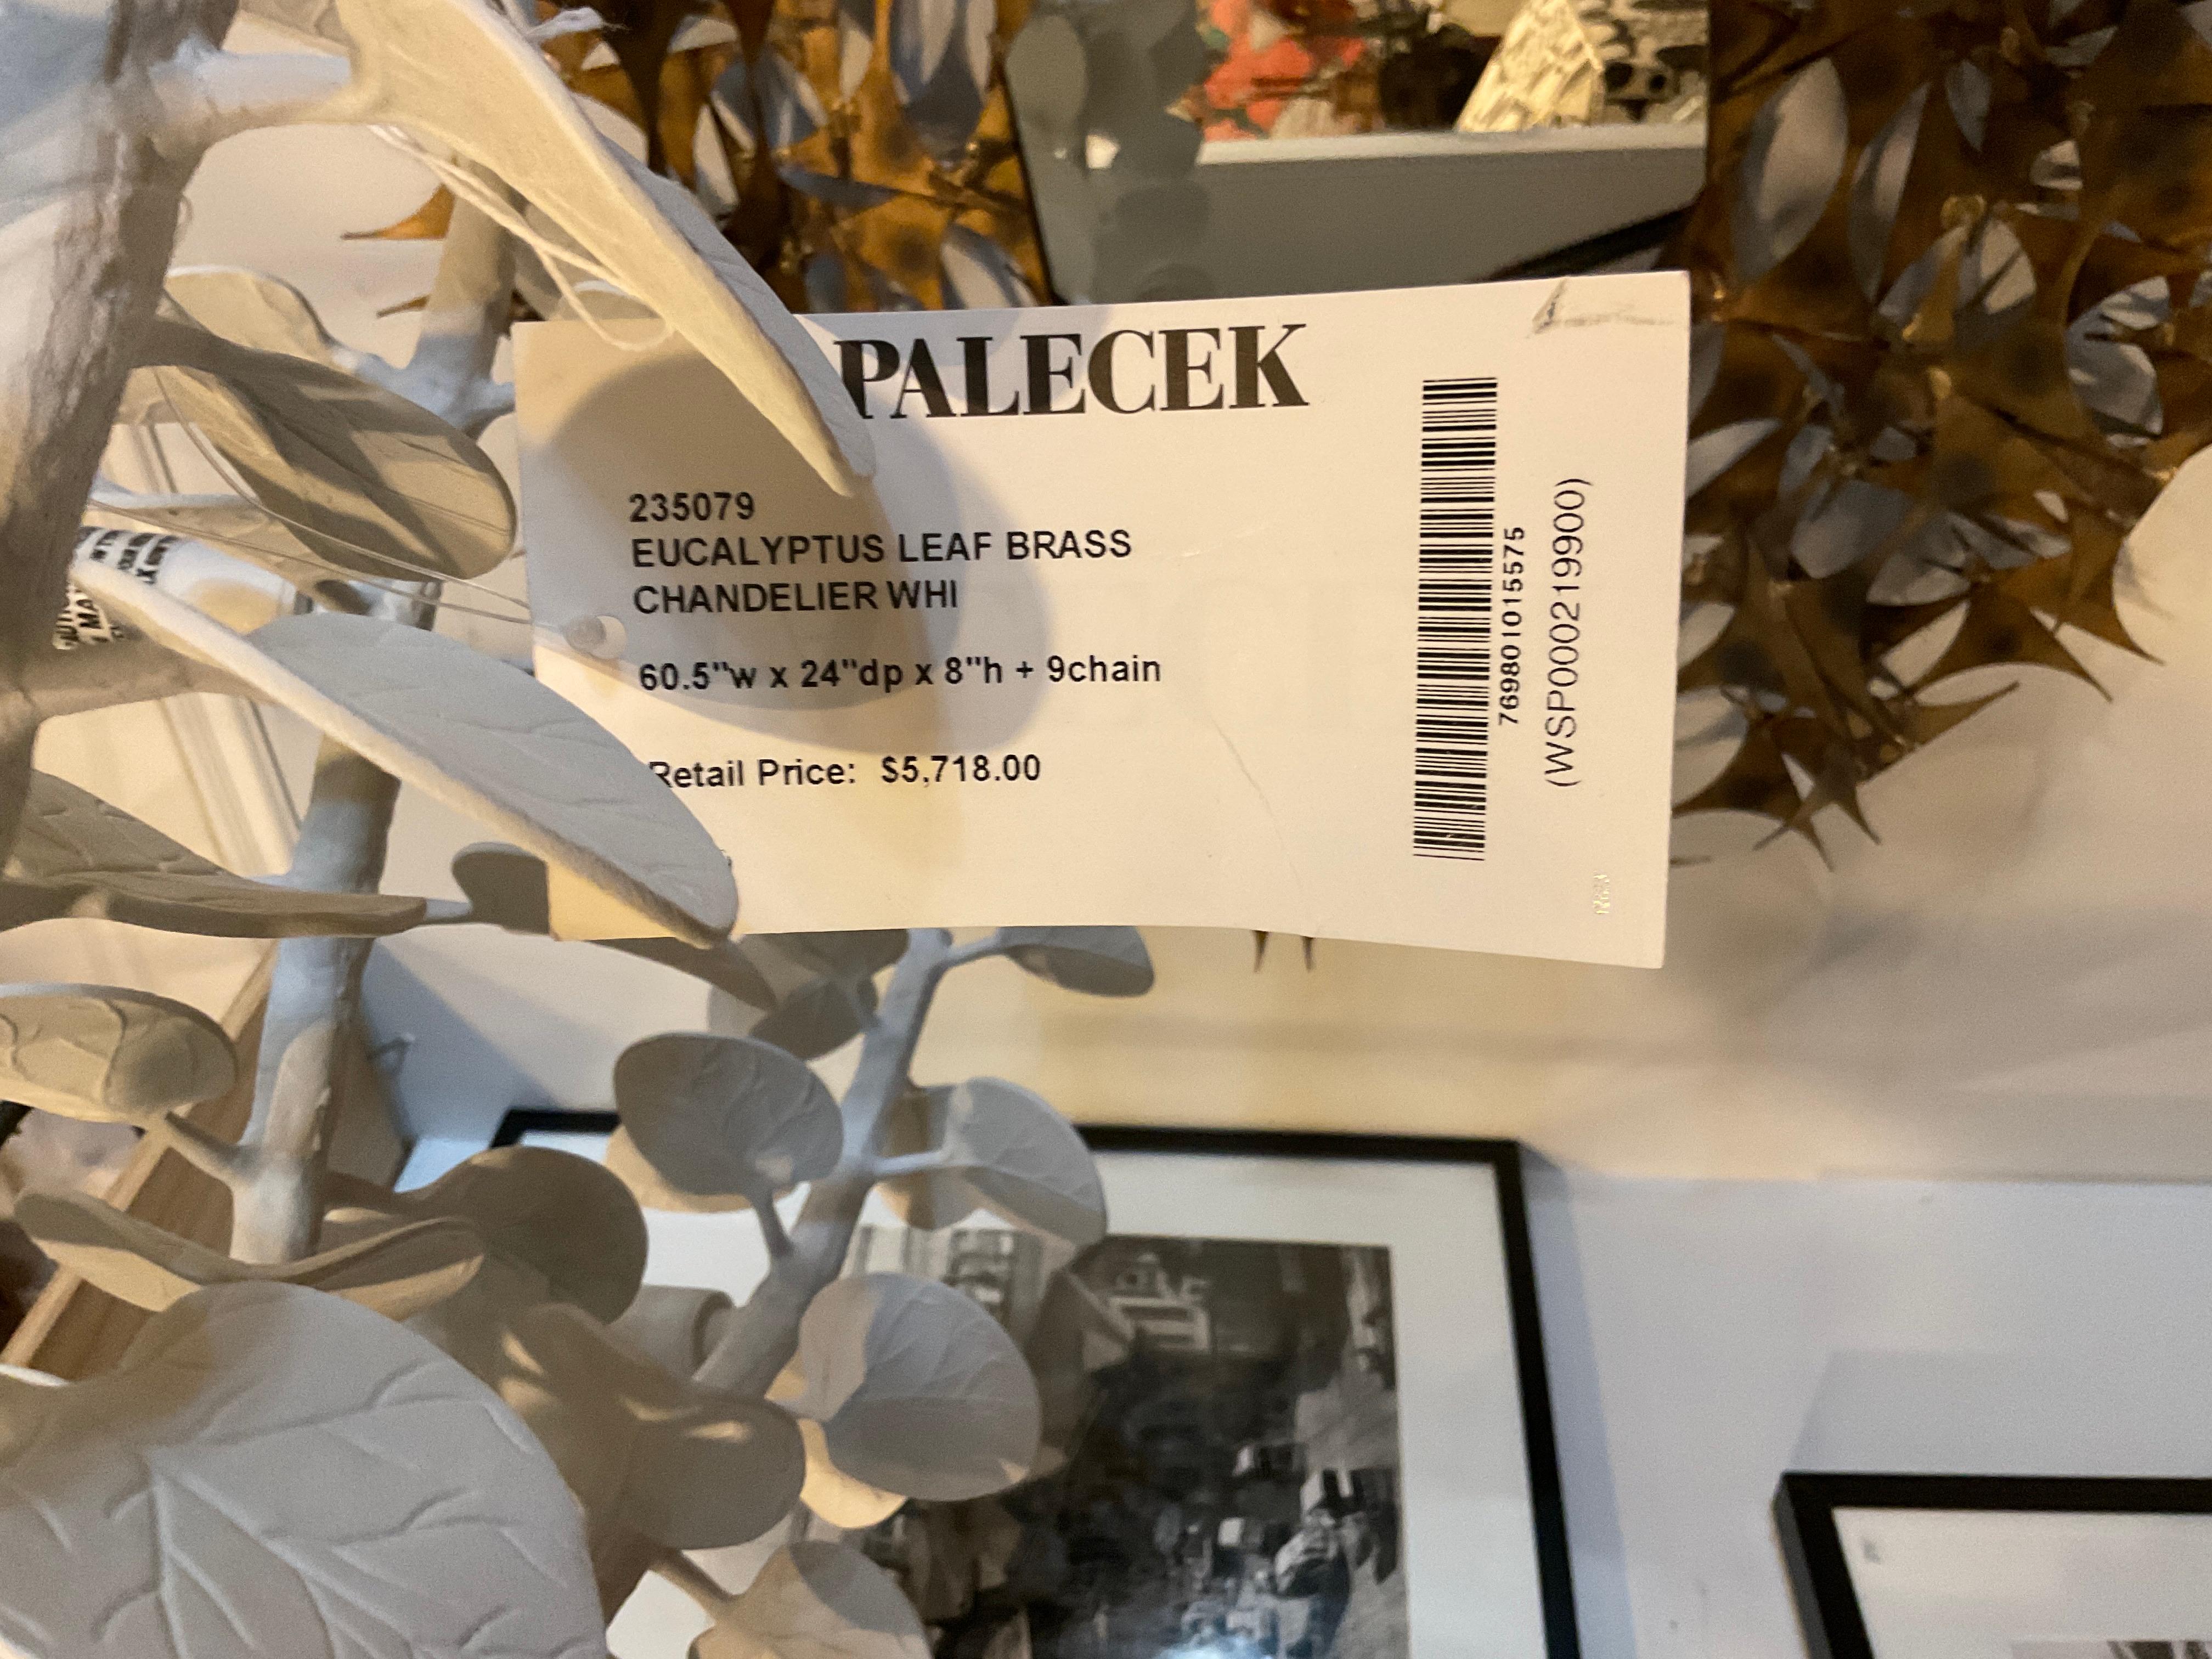 PALECEK
235079
EUCALYPTUS LEAF BRASS
CHANDELIER WHI
60.5"w x 24"dp x 8"h + 9chain
Retail Price: $5,718.00
769801015575
(WSP000219900)